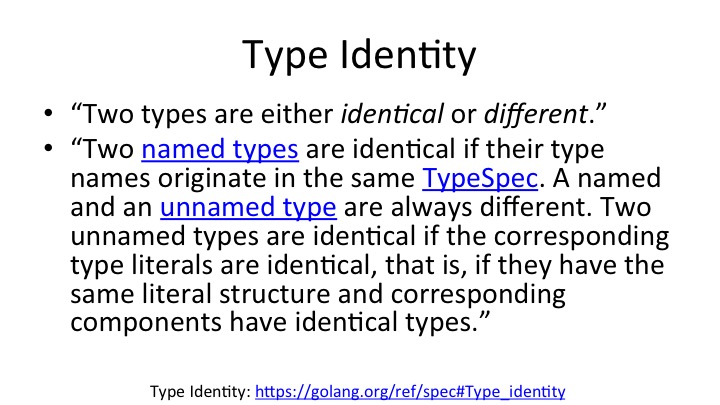 Type Identity
• “Two types are either identical or different.”
• “Two named types are identical if their type
names originate in the same TypeSpec. A named
and an unnamed type are always different. Two
unnamed types are identical if the corresponding
type literals are identical, that is, if they have the
same literal structure and corresponding
components have identical types.”
Type Identity: https://golang.org/ref/spec#Type_identity